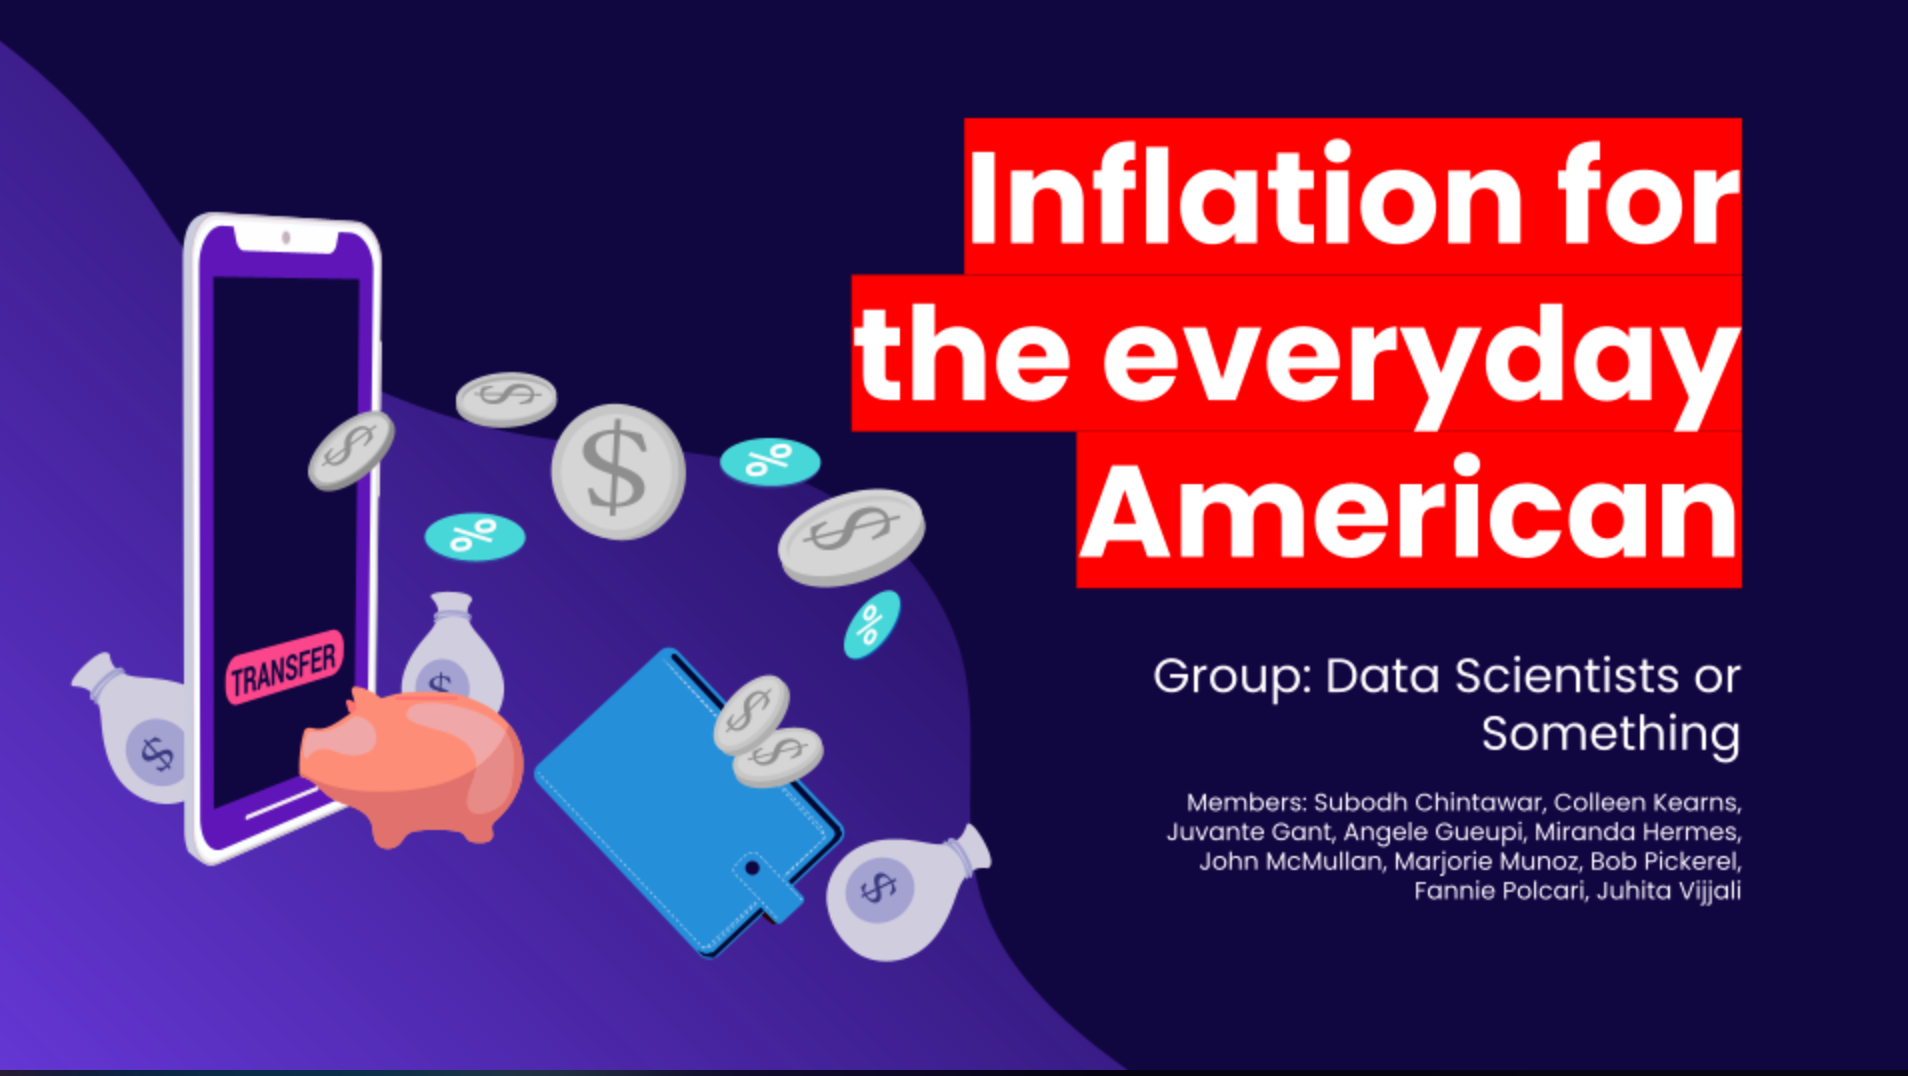 Inflation for
the everyday
American
Group: Data Scientists or
Something
Members: Subodh Chintawar, Colleen Kearns,
Juvante Gant, Angele Gueupi, Miranda Hermes,
John McMullan, Marjorie Munoz, Bob Pickerel,
Fannie Polcari, Juhita Vijjali
TRANSFER
$
$
$
$
%
%
%
$
$
$
$
$